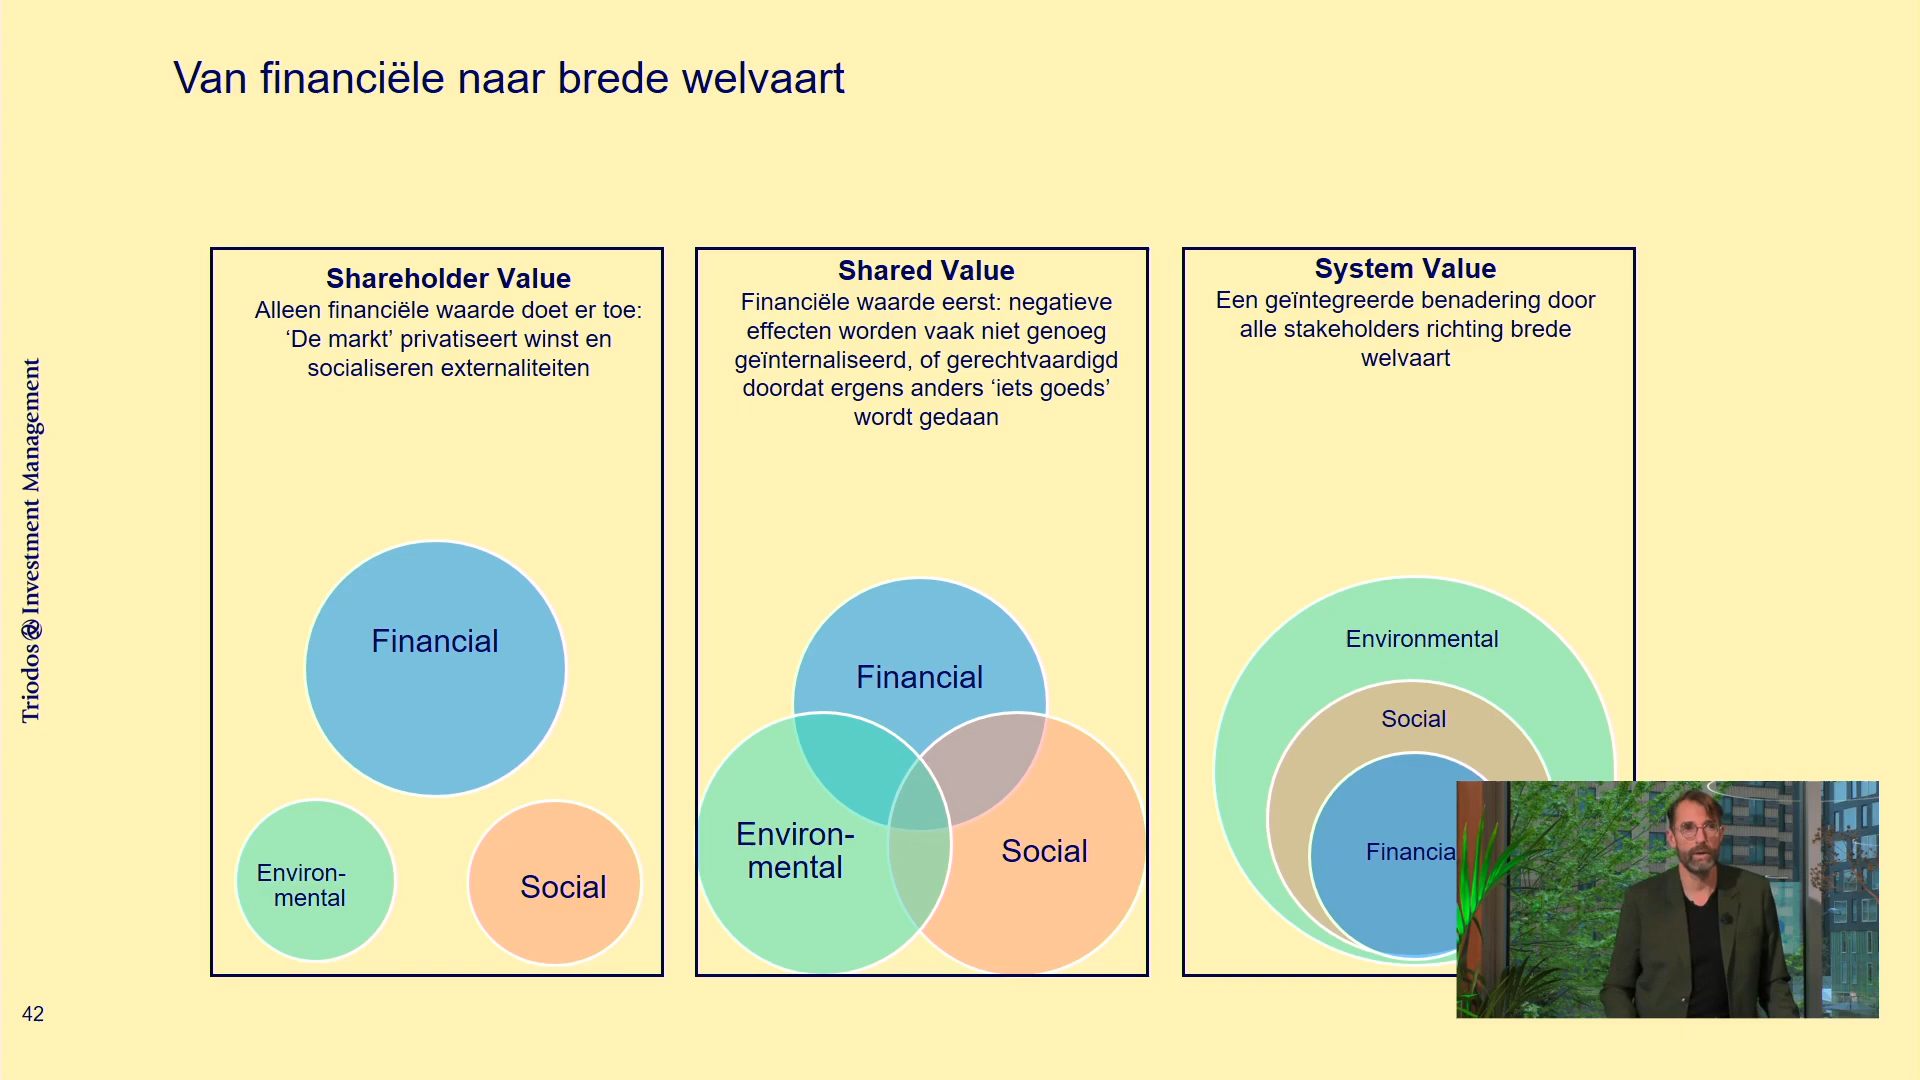 Van financiële naar brede welvaart
Shareholder Value
Alleen financiële waarde doet er toe:
‘De markt’ privatiseert winst en
socialiseren externaliteiten
Financial
Environ-
mental
Social
Shared Value
Financiële waarde eerst: negatieve
effecten worden vaak niet genoeg
geïnternaliseerd, of gerechtvaardigd
doordat ergens anders ‘iets goeds’
wordt gedaan
Financial
Environ-
mental
Social
System Value
Een geïntegreerde benadering door
alle stakeholders richting brede
welvaart
Environmental
Social
Financia
Triodos Investment Management
42